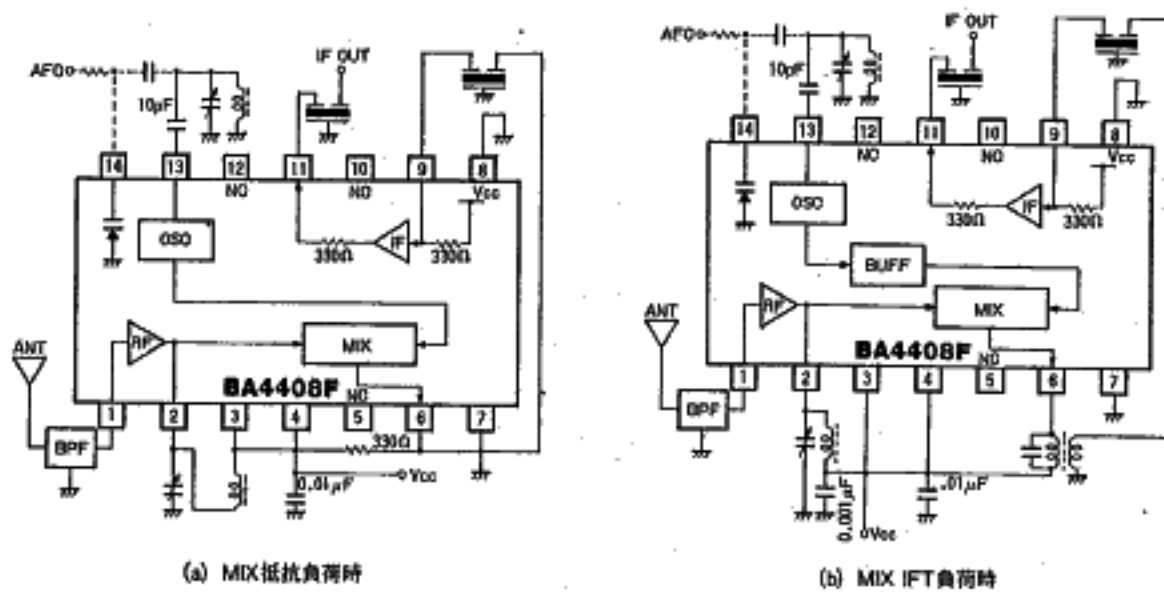 AFO
10pF
IF OUT
14
13
12
11
10
9
8
NO
NO
Vcc
OSC
330Ω
IF
330Ω
RF
MIX
ANT
BA4408F
NC
1
2
3
4
5
6
7
BPF
330Ω
0.01μF
Vcc
(a) MIX抵抗負荷時
AFO
10pF
IF OUT
14
13
12
11
10
9
8
NO
NO
Vcc
OSC
330Ω
IF
330Ω
BUFF
RF
MIX
ANT
BA4408F
NC
1
2
3
4
5
6
7
BPF
0.001μF
.01μF
Vcc
(b) MIX IFT負荷時